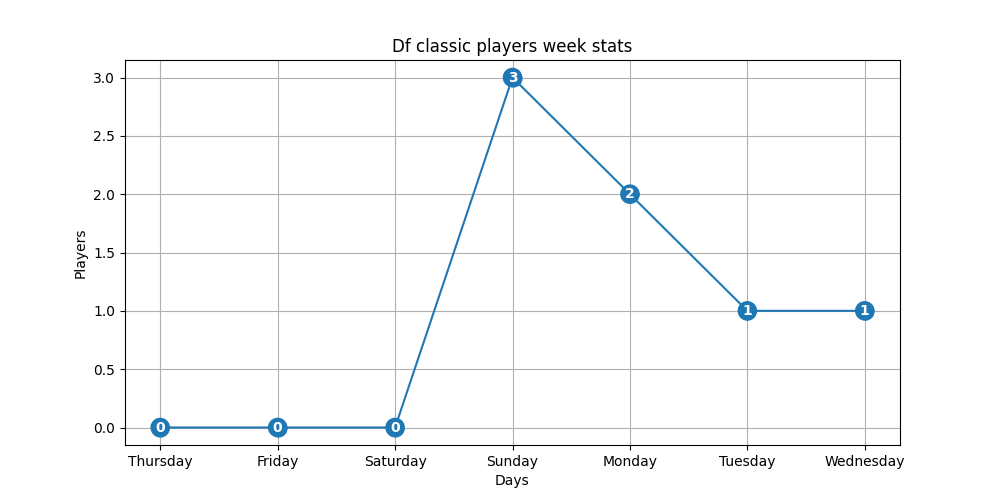 Df classic players week stats
3.0
2.5
2.0
1.5
1.0
0.5
0.0
Players
0 0 0 3 2 1 1
Thursday Friday Saturday Sunday Monday Tuesday Wednesday
Days